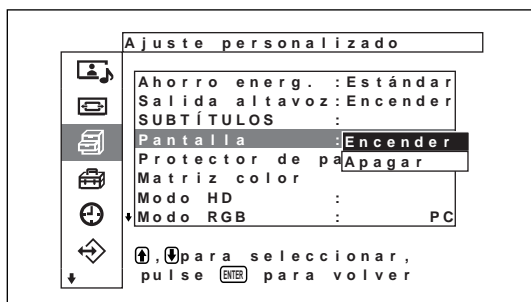 Ajuste personalizado
Ahorro energ. :Estándar
Salida altavoz:Encender
SUBTÍTULOS :
Pantalla :Encender
Protector de pa Apagar
Matriz color
Modo HD :
Modo RGB : PC
,para seleccionar,
pulse ENTER para volver